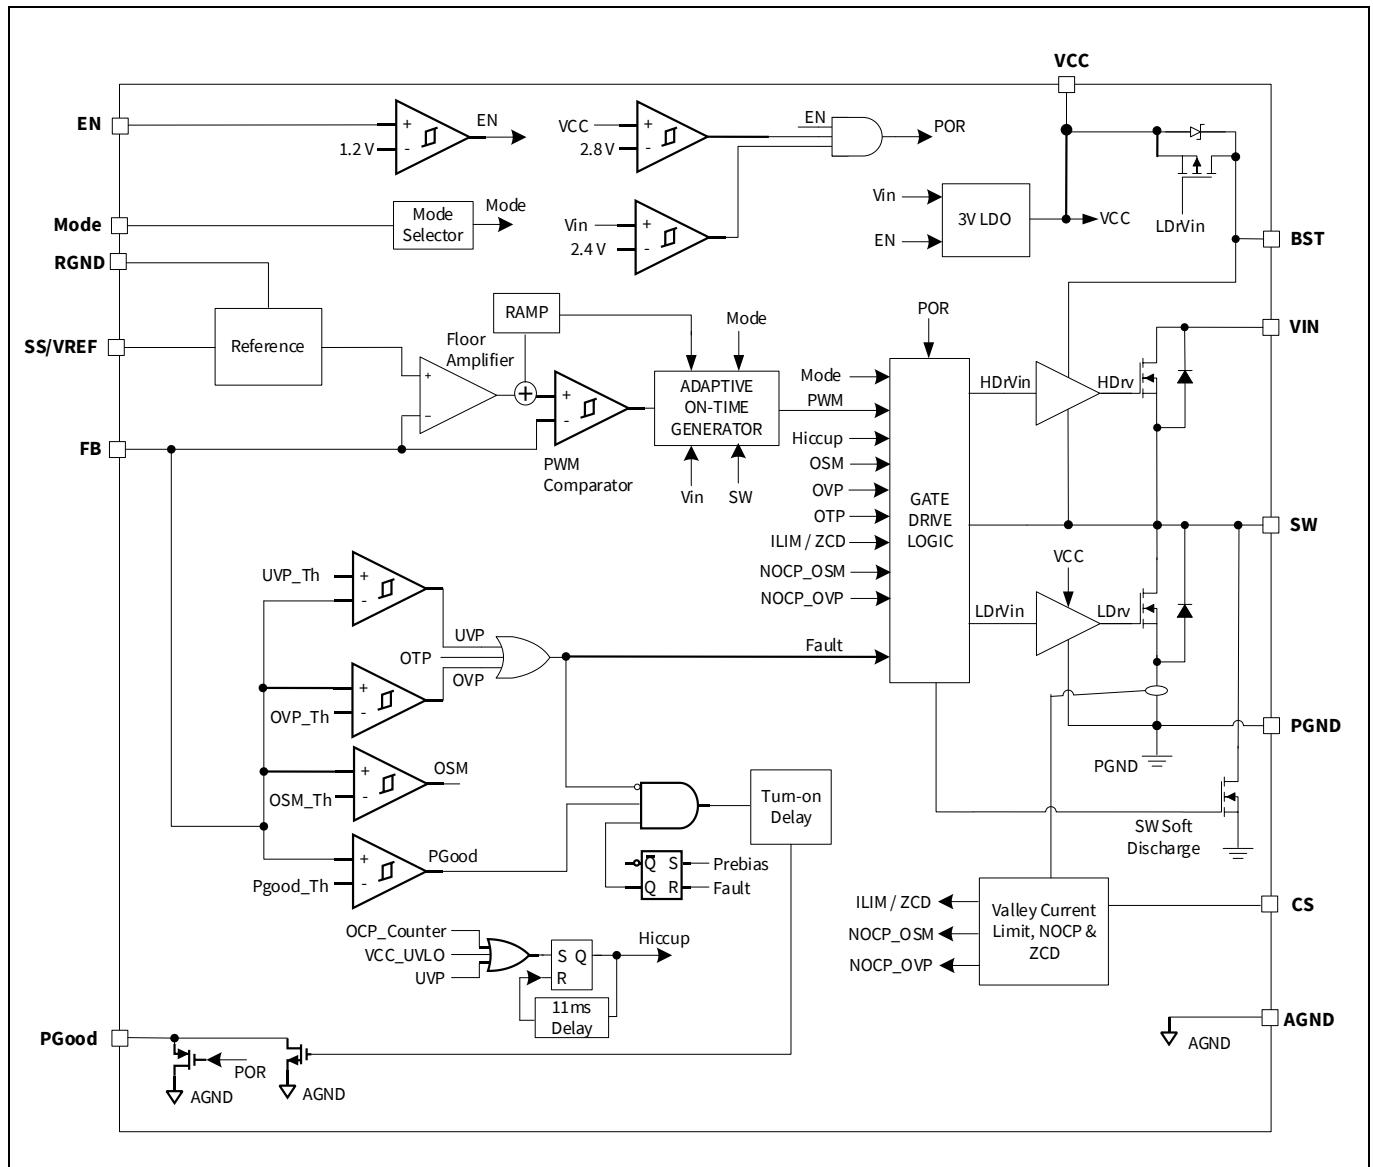 VCC
EN
+
-
1.2 V
EN
VCC
2.8 V
+
-
EN
POR
Mode
Mode
Selector
Mode
Vin
2.4 V
+
-
Vin
EN
3V LDO
VCC
LDrVin
BST
RGND
SS/VREF
Reference
Floor
Amplifier
+
-
RAMP
+
+
-
PWM
Comparator
Mode
ADAPTIVE
ON-TIME
GENERATOR
Vin
SW
FB
POR
Mode
PWM
Hiccup
OSM
OVP
OTP
ILIM / ZCD
NOCP_OSM
NOCP_OVP
Fault
GATE
DRIVE
LOGIC
HDrVin
HDrv
VIN
SW
VCC
LDrVin
LDrv
PGND
PGND
SW Soft
Discharge
UVP_Th
+
-
UVP
OTP
OVP
OVP_Th
+
-
OSM_Th
+
-
OSM
Pgood_Th
+
-
PGood
Turn-on
Delay
Q S
Q R
Prebias
Fault
OCP_Counter
VCC_UVLO
UVP
S Q
R
11ms
Delay
Hiccup
ILIM / ZCD
NOCP_OSM
NOCP_OVP
Valley Current
Limit, NOCP &
ZCD
CS
AGND
AGND
PGood
POR
AGND
AGND